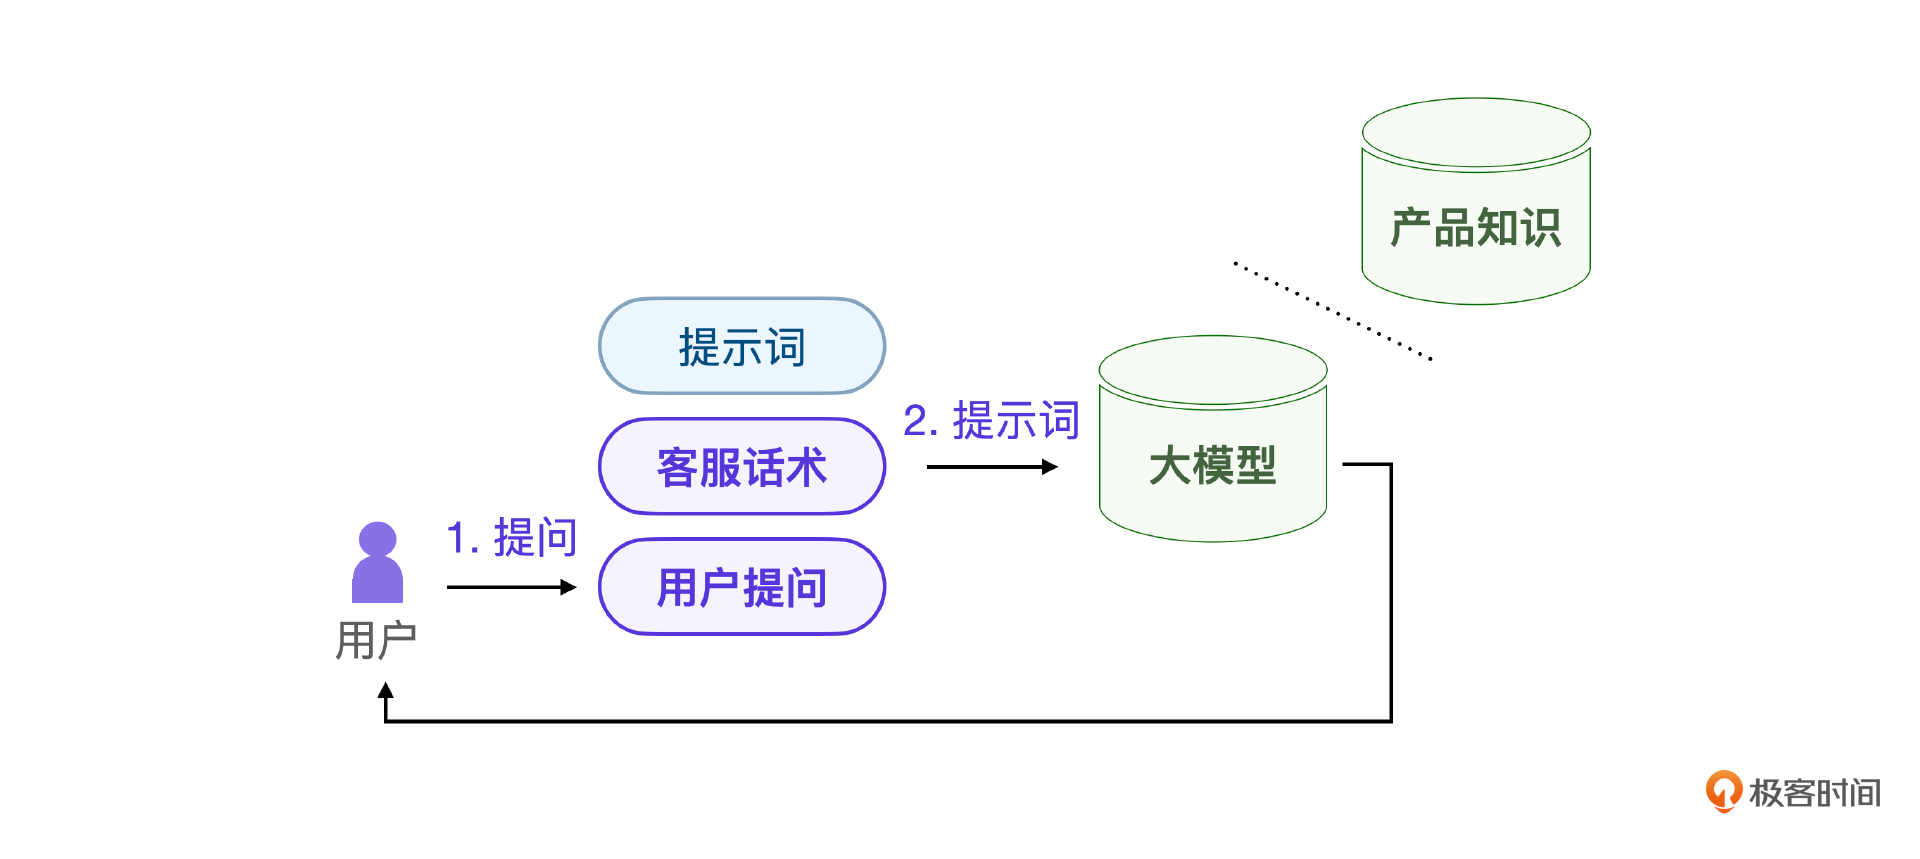 产品知识
提示词
客服话术
用户提问
1. 提问
用户
2. 提示词
大模型
极客时间